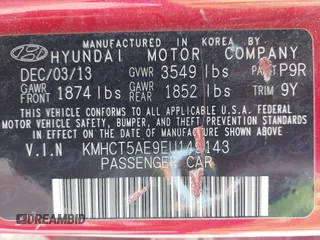 MANUFACTURED IN KOREA BY
HYUNDAI MOTOR COMPANY
DEC/03/13 GVWR 3549 lbs PAINT P9R
GAWR FRONT 1874 lbs GAWR REAR 1852 lbs TRIM 9Y
THIS VEHICLE CONFORMS TO ALL APPLICABLE U.S. FEDERAL
MOTOR VEHICLE SAFETY, BUMPER, AND THEFT PREVENTION
STANDARDS IN EFFECT ON THE DATE OF MANUFACTURE
SHOWN ABOVE.
V.I.N KMHCT5AE9EU143143
PASSENGER CAR
DREAMBID